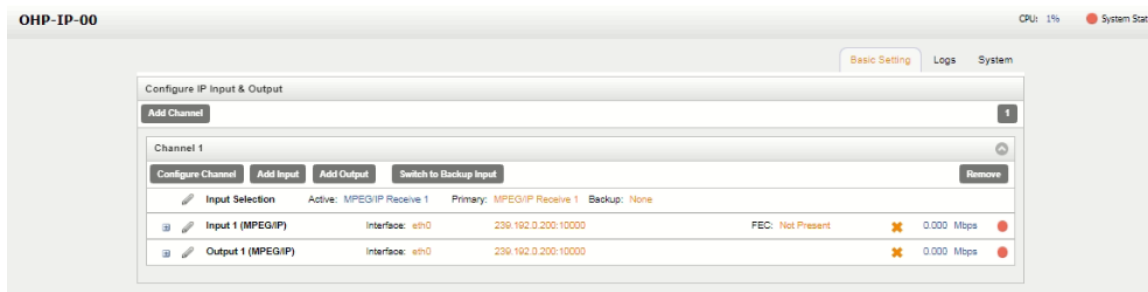 OHP-IP-00 CPU: 1% System Stat
Basic Setting Logs System
Configure IP Input & Output
Add Channel 1
Channel 1
Configure Channel Add Input Add Output Switch to Backup Input Remove
Input Selection Active: MPEG/IP Receive 1 Primary: MPEG/IP Receive 1 Backup: None
Input 1 (MPEG/IP) Interface: eth0 239.192.0.200:10000 FEC: Not Present 0.000 Mbps
Output 1 (MPEG/IP) Interface: eth0 239.192.0.200:10000 0.000 Mbps